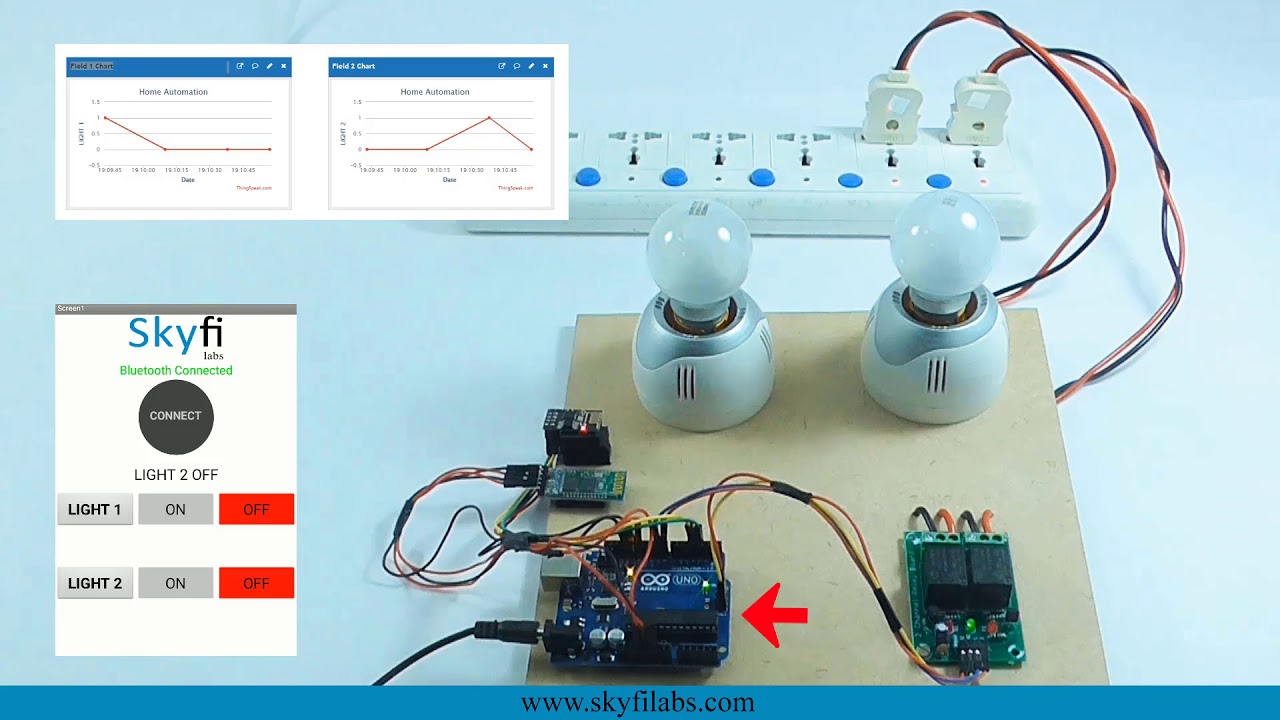 Field 1 Chart
Home Automation
1.5
1
0.5
0
-0.5
LIGHT 1
19:09:45 19:10:00 19:10:15 19:10:30 19:10:45
Date
ThingSpeak.com
Field 2 Chart
Home Automation
1.5
1
0.5
0
-0.5
LIGHT 2
19:09:45 19:10:00 19:10:15 19:10:30 19:10:45
Date
ThingSpeak.com
Screen1
Skyfi
labs
Bluetooth Connected
CONNECT
LIGHT 2 OFF
LIGHT 1 ON OFF
LIGHT 2 ON OFF
UNO
ARDUINO
www.skyfilabs.com